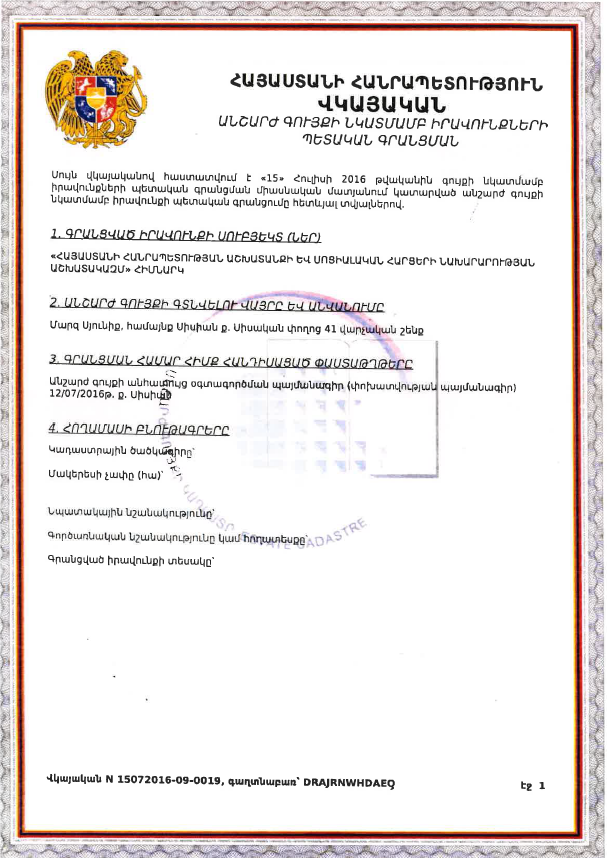 ՀԱՅԱՍՏԱՆԻ ՀԱՆՐԱՊԵՏՈՒԹՅՈՒՆ
ՎԿԱՅԱԿԱՆ
ԱՆՇԱՐԺ ԳՈՒՅՔԻ ՆԿԱՏՄԱՄԲ ԻՐԱՎՈՒՆՔՆԵՐԻ
ՊԵՏԱԿԱՆ ԳՐԱՆՑՄԱՆ
Սույն վկայականով հաստատվում է «15» Հուլիսի 2016 թվականին գույքի նկատմամբ
իրավունքների պետական գրանցման միասնական մատյանում կատարված անշարժ գույքի
նկատմամբ իրավունքի պետական գրանցումը հետևյալ տվյալներով.
1. ԳՐԱՆՑՎԱԾ ԻՐԱՎՈՒՆՔԻ ՍՈՒԲՅԵԿՏ (ՆԵՐ)
«ՀԱՅԱՍՏԱՆԻ ՀԱՆՐԱՊԵՏՈՒԹՅԱՆ ԱՇԽԱՏԱՆՔԻ ԵՎ ՍՈՑԻԱԼԱԿԱՆ ՀԱՐՑԵՐԻ ՆԱԽԱՐԱՐՈՒԹՅԱՆ
ԱՇԽԱՏԱԿԱԶՄ» ՀԻՄՆԱՐԿ
2. ԱՆՇԱՐԺ ԳՈՒՅՔԻ ԳՏՆՎԵԼՈՒ ՎԱՅՐԸ ԵՎ ԱՆՎԱՆՈՒՄԸ
Մարզ Սյունիք, համայնք Սիսիան ք. Սիսական փողոց 41 վարչական շենք
3. ԳՐԱՆՑՄԱՆ ՀԱՄԱՐ ՀԻՄՔ ՀԱՆԴԻՍԱՑԱԾ ՓԱՍՏԱԹՂԹԵՐԸ
Անշարժ գույքի անհատույց օգտագործման պայմանագիր (փոխատվության պայմանագիր)
12/07/2016թ. ք. Սիսիան
4. ՀՈՂԱՄԱՍԻ ԲՆՈՒԹԱԳՐԵՐԸ
Կադաստրային ծածկագիրը՝
Մակերեսի չափը (հա)՝
Նպատակային նշանակությունը՝
Գործառնական նշանակությունը կամ հողատեսքը՝
Գրանցված իրավունքի տեսակը՝
ESTATE CADASTRE
Վկայական N 15072016-09-0019, գաղտնաբառ՝ DRAJRNWHDAEQ
էջ 1